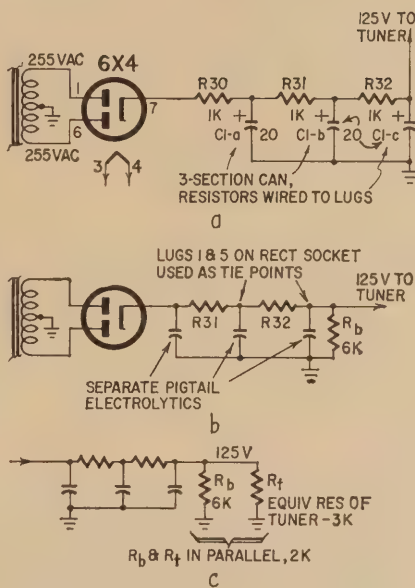 125V TO
TUNER
255VAC
6X4
1
7
6
255VAC
3 4
R30
R31
R32
1K
1K
1K
+
+
+
C1-a
20
C1-b
20
C1-c
3-SECTION CAN,
RESISTORS WIRED TO LUGS
a
LUGS 1 & 5 ON RECT SOCKET
USED AS TIE POINTS
125V TO
TUNER
R31
R32
Rb
6K
SEPARATE PIGTAIL
ELECTROLYTICS
b
125V
Rb
6K
Rt
EQUIV RES OF
TUNER-3K
Rb & Rt IN PARALLEL, 2K
c